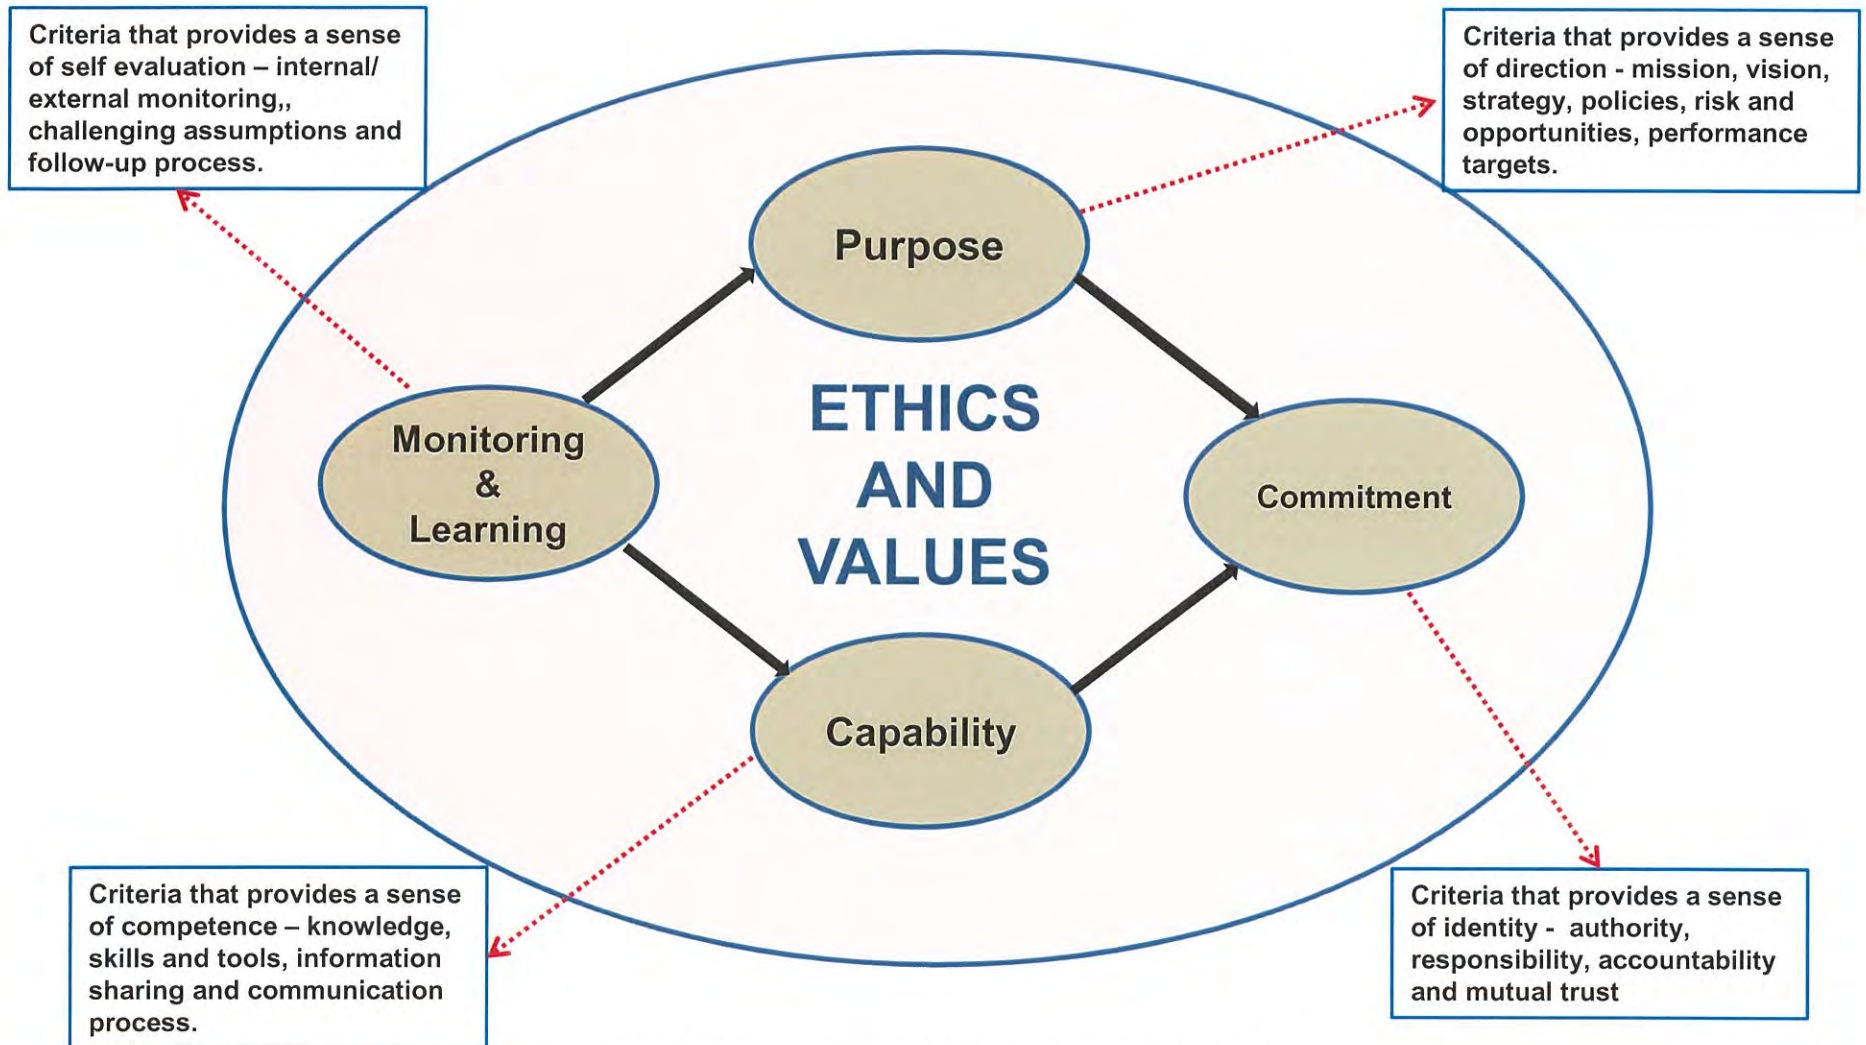 Criteria that provides a sense
of self evaluation – internal/
external monitoring,,
challenging assumptions and
follow-up process.
Criteria that provides a sense
of direction - mission, vision,
strategy, policies, risk and
opportunities, performance
targets.
Purpose
ETHICS
AND
VALUES
Monitoring
&
Learning
Commitment
Capability
Criteria that provides a sense
of competence – knowledge,
skills and tools, information
sharing and communication
process.
Criteria that provides a sense
of identity - authority,
responsibility, accountability
and mutual trust